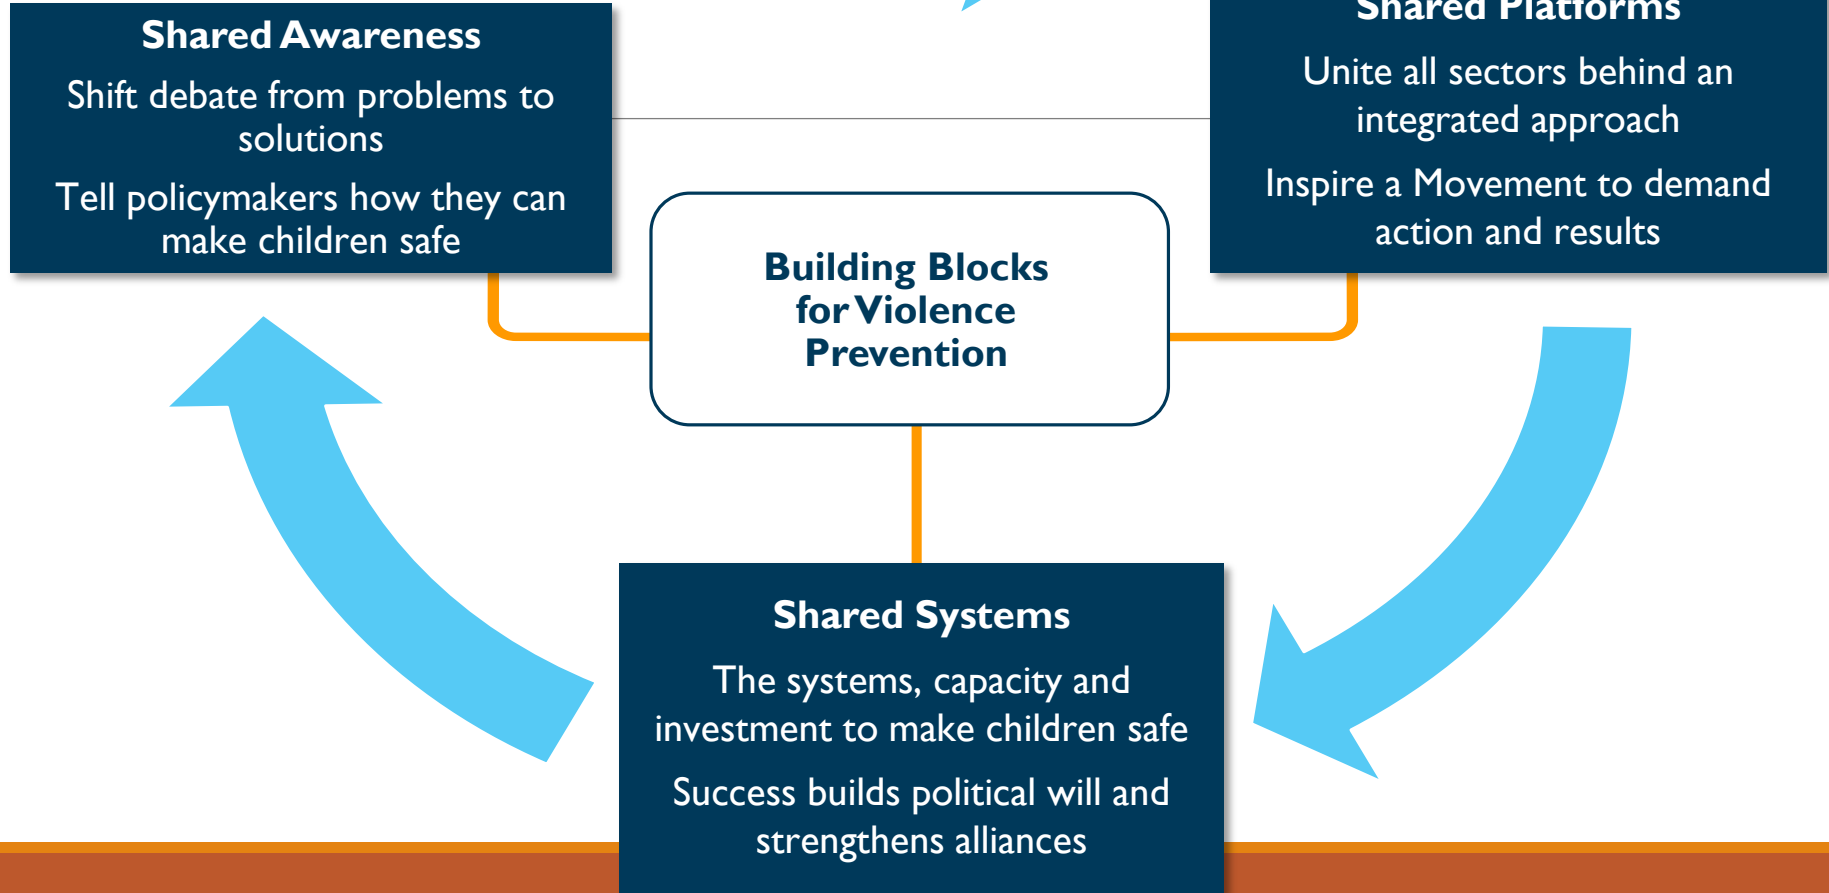 Shared Awareness
Shift debate from problems to
solutions
Tell policymakers how they can
make children safe
Shared Platforms
Unite all sectors behind an
integrated approach
Inspire a Movement to demand
action and results
Building Blocks
for Violence
Prevention
Shared Systems
The systems, capacity and
investment to make children safe
Success builds political will and
strengthens alliances